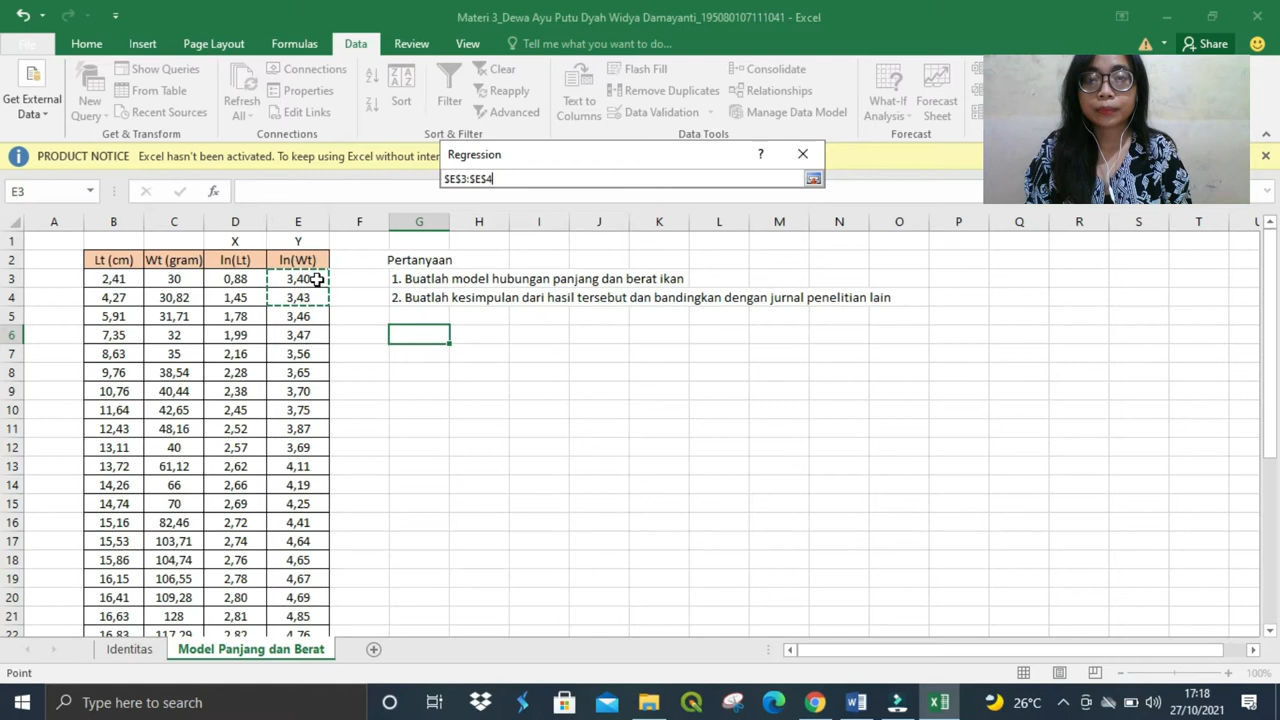 Materi 3_Dewa Ayu Putu Dyah Widya Damayanti_195080107111041 - Excel
File Home Insert Page Layout Formulas Data Review View Tell me what you want to do... Share
Get External Data
New Query
Show Queries
From Table
Recent Sources
Get & Transform
Refresh All
Connections
Properties
Edit Links
Connections
Sort
Filter
Clear
Reapply
Advanced
Sort & Filter
Text to Columns
Flash Fill
Remove Duplicates
Data Validation
Consolidate
Relationships
Manage Data Model
Data Tools
What-If Analysis
Forecast Sheet
Forecast
PRODUCT NOTICE Excel hasn't been activated. To keep using Excel without
Regression ?
$E$3:$E$4
E3 fx
A B C D E F G H I J K L M N O P Q R S T U
1 X Y
2 Lt (cm) Wt (gram) ln(Lt) ln(Wt) Pertanyaan
3 2,41 30 0,88 3,40 1. Buatlah model hubungan panjang dan berat ikan
4 4,27 30,82 1,45 3,43 2. Buatlah kesimpulan dari hasil tersebut dan bandingkan dengan jurnal penelitian lain
5 5,91 31,71 1,78 3,46
6 7,35 32 1,99 3,47
7 8,63 35 2,16 3,56
8 9,76 38,54 2,28 3,65
9 10,76 40,44 2,38 3,70
10 11,64 42,65 2,45 3,75
11 12,43 48,16 2,52 3,87
12 13,11 40 2,57 3,69
13 13,72 61,12 2,62 4,11
14 14,26 66 2,66 4,19
15 14,74 70 2,69 4,25
16 15,16 82,46 2,72 4,41
17 15,53 103,71 2,74 4,64
18 15,86 104,74 2,76 4,65
19 16,15 106,55 2,78 4,67
20 16,41 109,28 2,80 4,69
21 16,63 128 2,81 4,85
22 16,83 117,29 2,82 4,76
Identitas Model Panjang dan Berat
Point 100%
Type here to search 26°C 17:18
27/10/2021